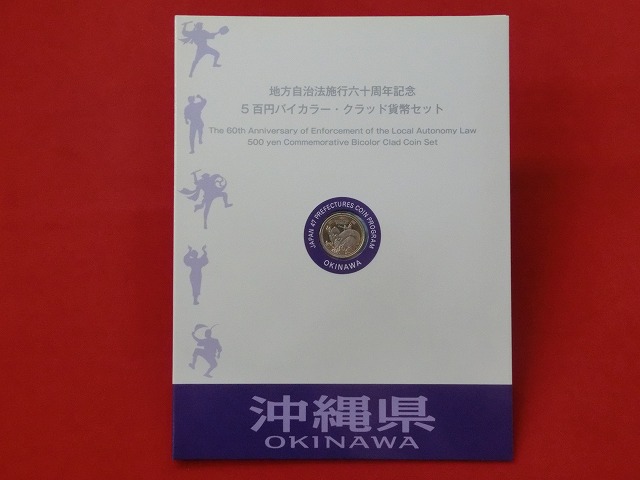 地方自治法施行六十周年記念
5百円バイカラー・クラッド貨幣セット
The 60th Anniversary of Enforcement of the Local Autonomy Law
500 yen Commemorative Bicolor Clad Coin Set
JAPAN 47 PREFECTURES COIN PROGRAM
OKINAWA
沖縄県
OKINAWA